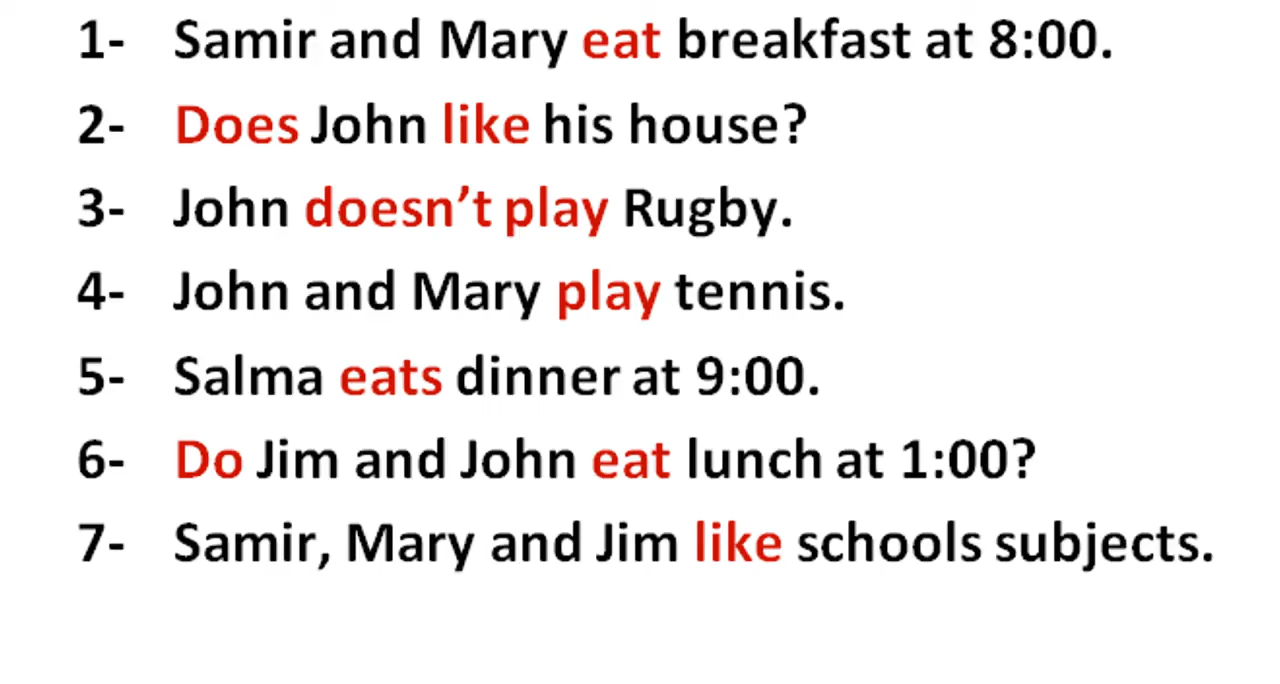 1- Samir and Mary eat breakfast at 8:00.
2- Does John like his house?
3- John doesn’t play Rugby.
4- John and Mary play tennis.
5- Salma eats dinner at 9:00.
6- Do Jim and John eat lunch at 1:00?
7- Samir, Mary and Jim like schools subjects.